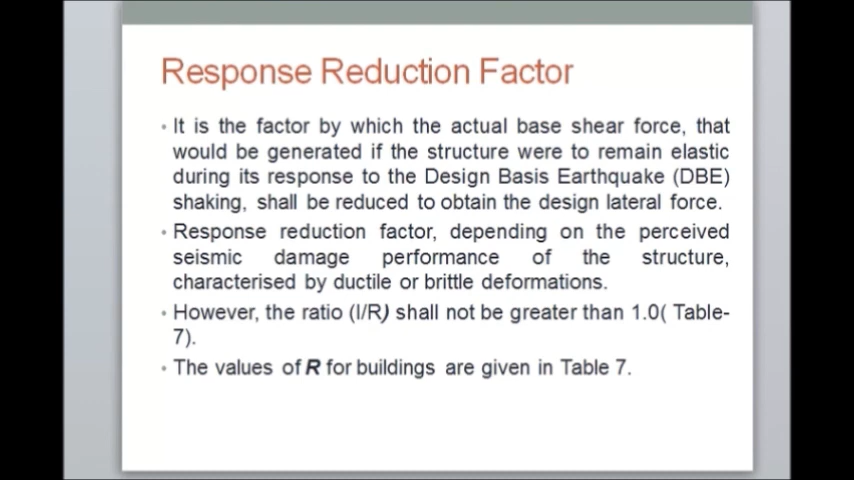 Response Reduction Factor
• It is the factor by which the actual base shear force, that
would be generated if the structure were to remain elastic
during its response to the Design Basis Earthquake (DBE)
shaking, shall be reduced to obtain the design lateral force.
• Response reduction factor, depending on the perceived
seismic damage performance of the structure,
characterised by ductile or brittle deformations.
• However, the ratio (I/R) shall not be greater than 1.0( Table-
7).
• The values of R for buildings are given in Table 7.